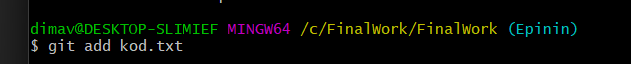 dimav@DESKTOP-SLIMIEF MINGW64 /c/FinalWork/FinalWork (Epinin)
$ git add kod.txt